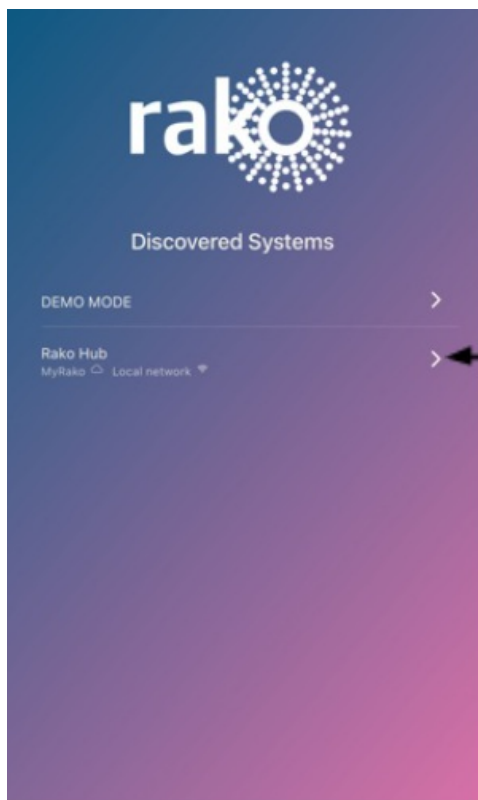 rako
Discovered Systems
DEMO MODE
Rako Hub
MyRako Local network